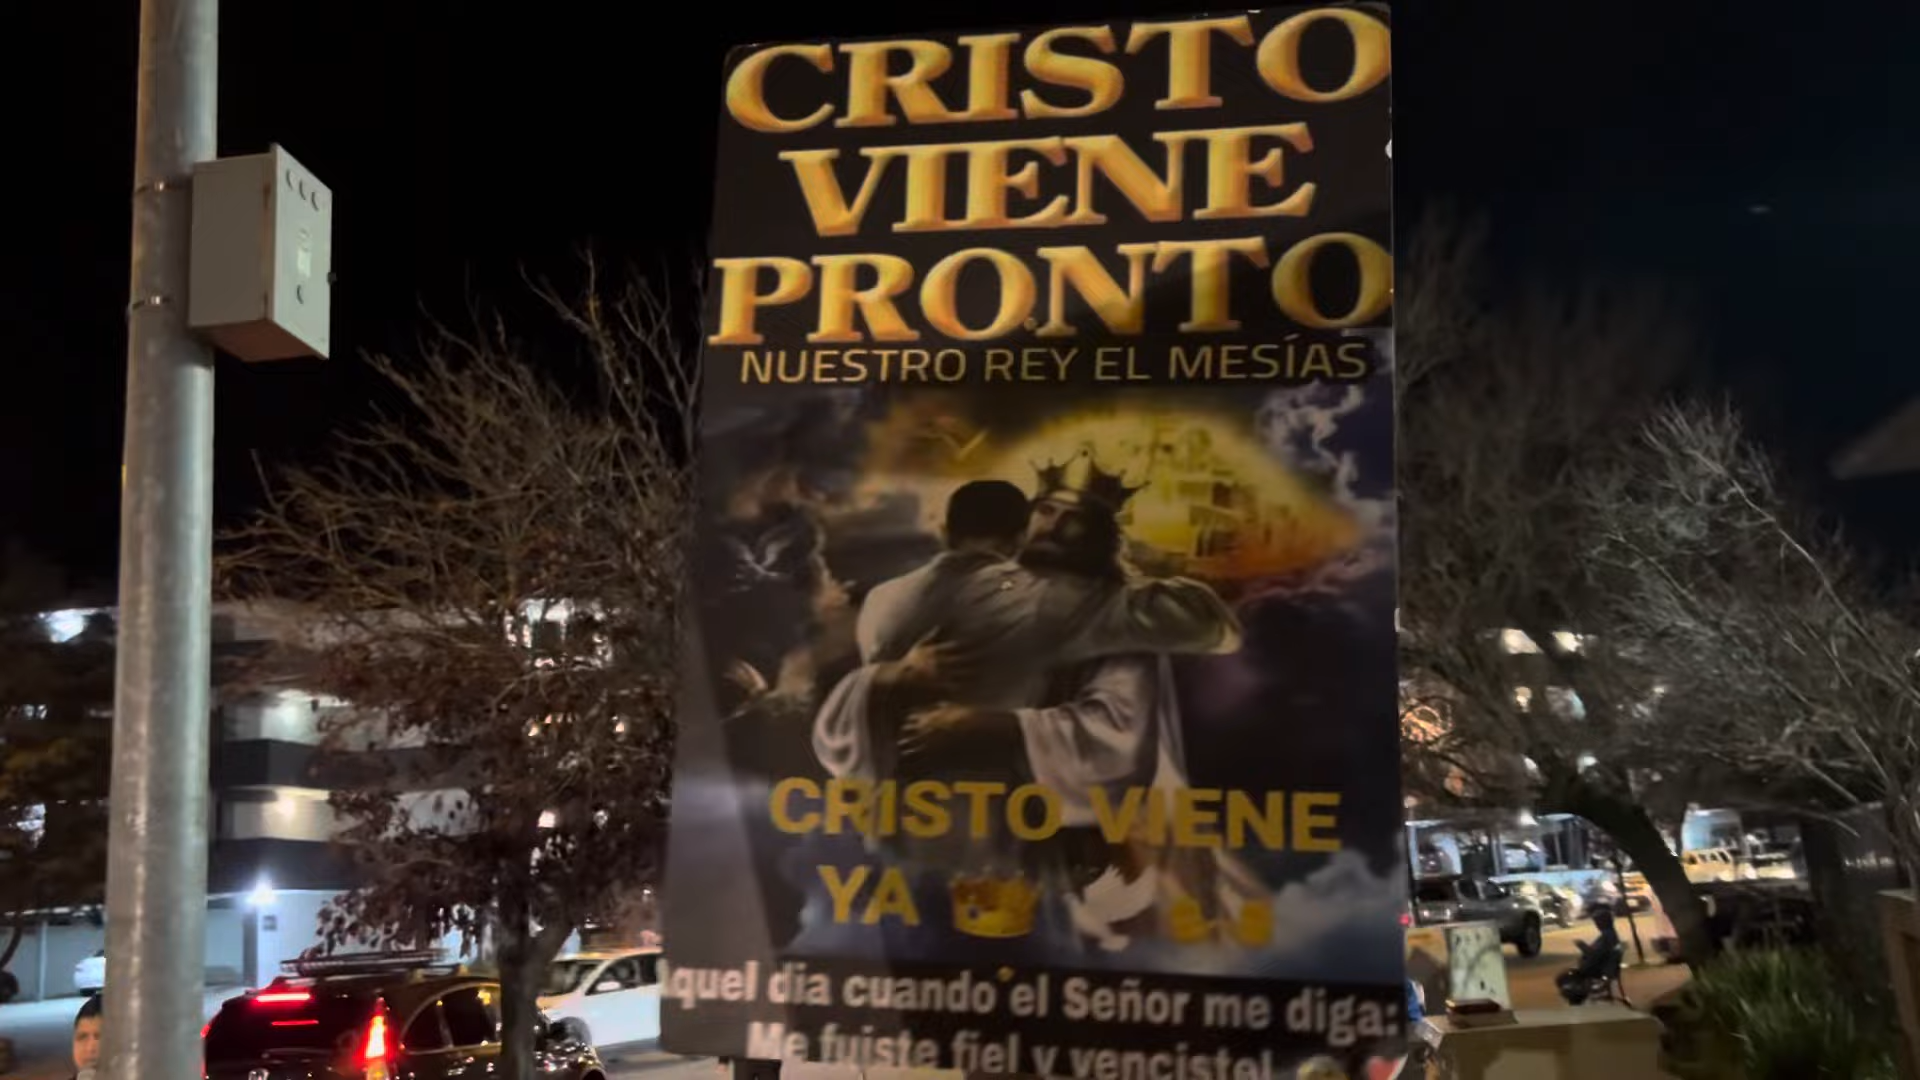 CRISTO
VIENE
PRONTO
NUESTRO REY EL MESÍAS
CRISTO VIENE
YA
Aquel dia cuando el Señor me diga:
Me fuiste fiel y venciste!